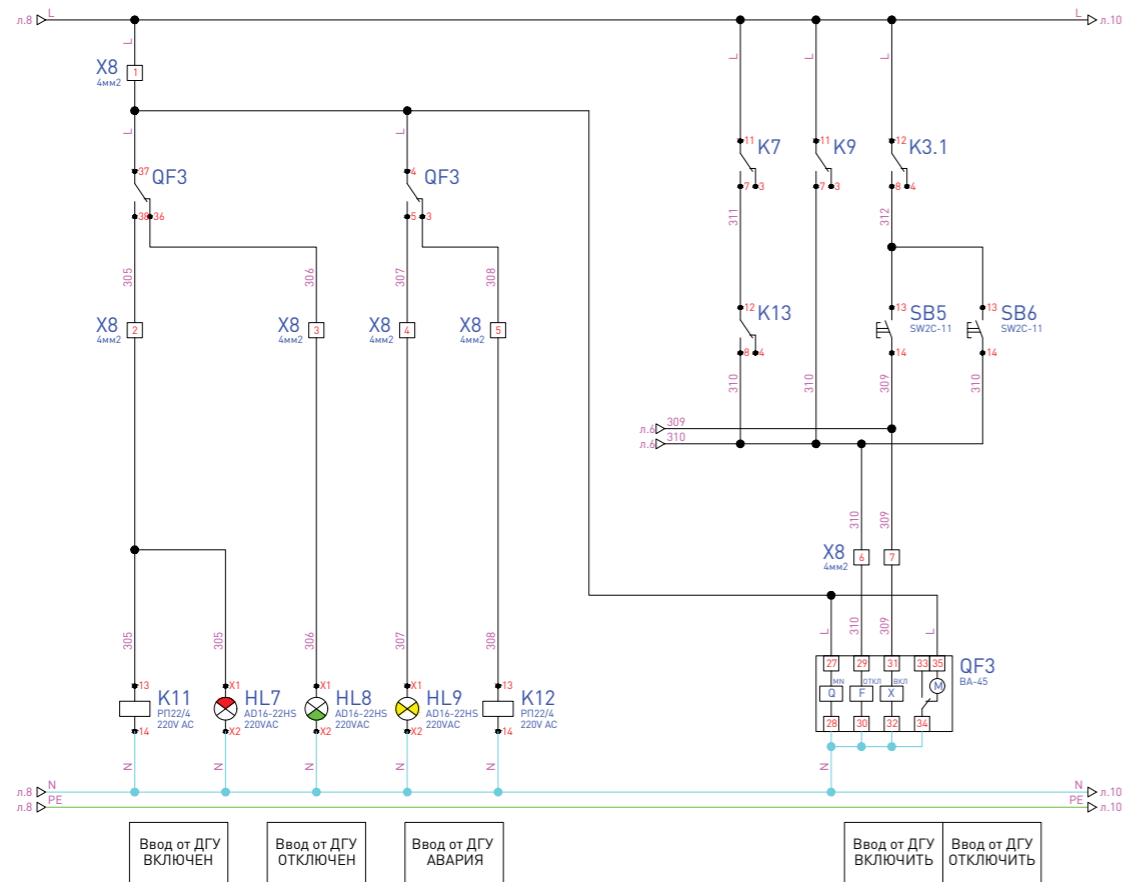 л.8 L
L л.10
L
L
L
L
X8
4мм2
1
L
L
11
K7
11
K9
12
K3.1
37
QF3
4
QF3
38
36
5
3
7
3
7
3
8
4
305
306
307
308
311
312
X8
4мм2
2
X8
4мм2
3
X8
4мм2
4
X8
4мм2
5
12
K13
13
SB5
SW2C-11
13
SB6
SW2C-11
8
4
14
14
310
310
309
310
л.6 309
л.6 310
310
309
X8
4мм2
6
7
305
305
306
307
308
L
310
309
L
13
K11
РП22/4
220V AC
14
X1
HL7
AD16-22HS
220VAC
X2
X1
HL8
AD16-22HS
220VAC
X2
X1
HL9
AD16-22HS
220VAC
X2
13
K12
РП22/4
220V AC
14
27
29
31
33
35
QF3
ВА-45
MN
ОТКЛ
ВКЛ
Q
F
X
M
28
30
32
34
N
N
N
N
N
N
л.8 N
N л.10
л.8 PE
PE л.10
Ввод от ДГУ
ВКЛЮЧЕН
Ввод от ДГУ
ОТКЛЮЧЕН
Ввод от ДГУ
АВАРИЯ
Ввод от ДГУ
ВКЛЮЧИТЬ
Ввод от ДГУ
ОТКЛЮЧИТЬ